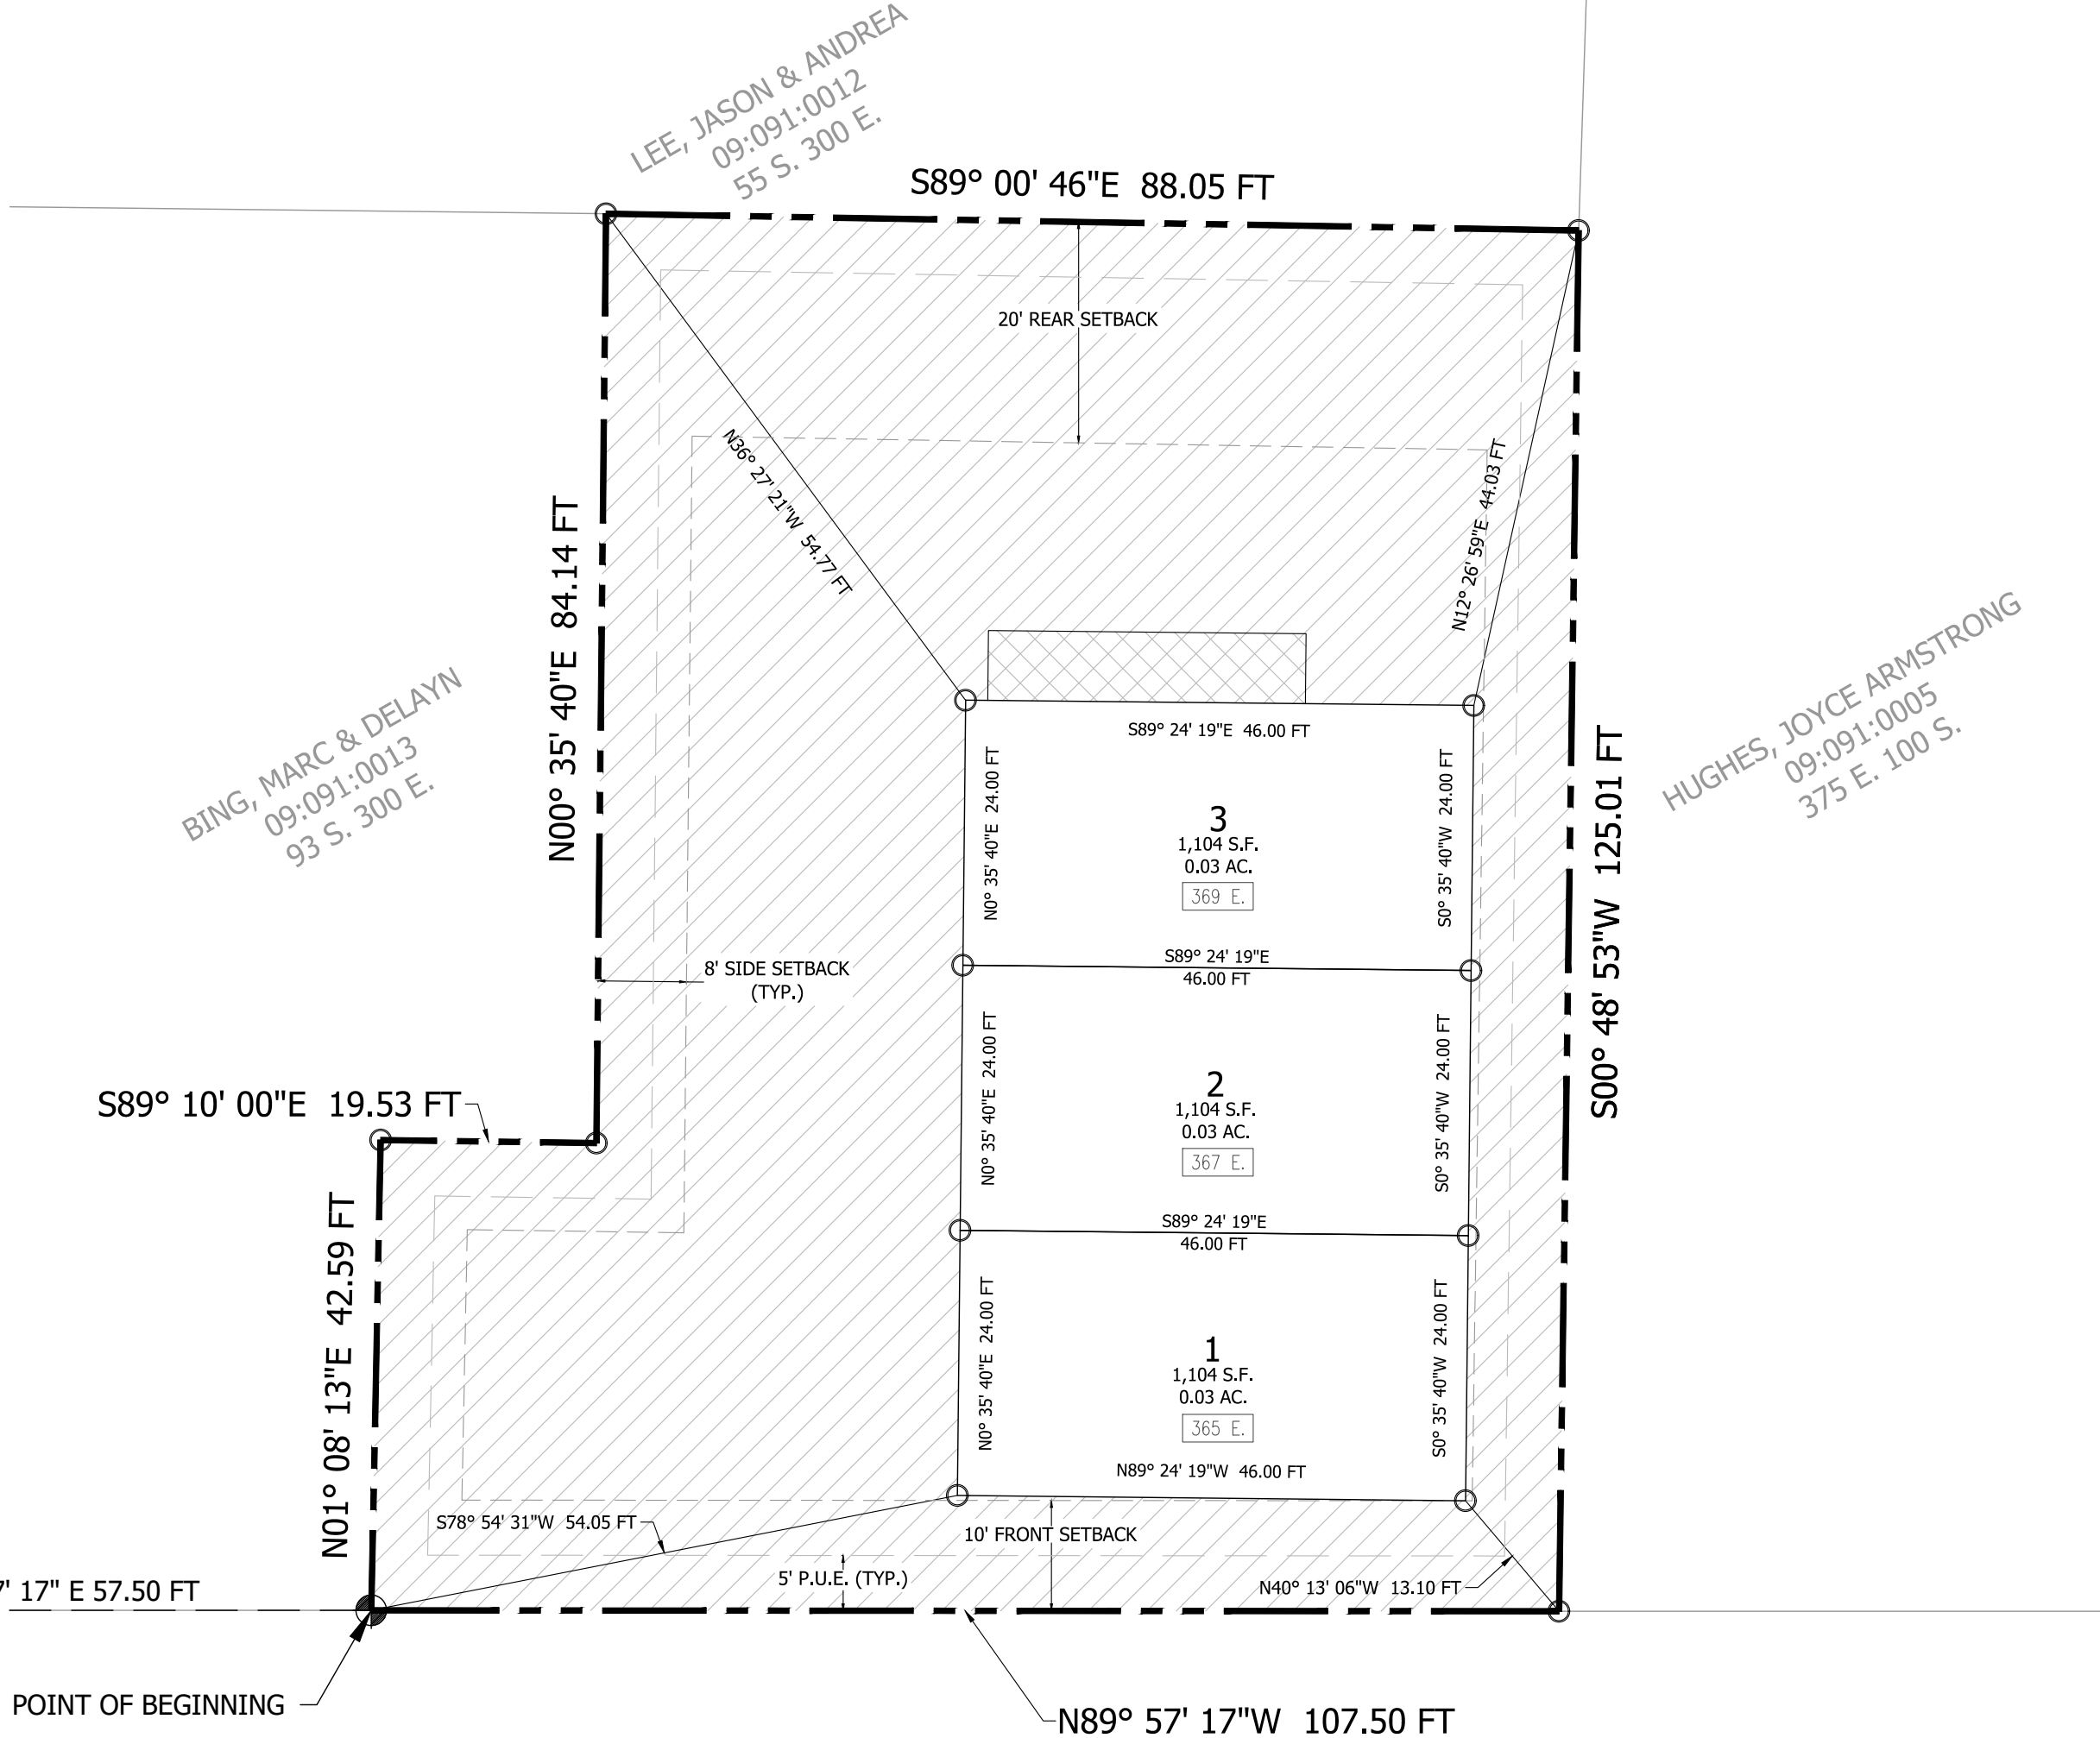 LEE, JASON & ANDREA
09:091:0012
55 S. 300 E.
S89° 00' 46"E 88.05 FT
20' REAR SETBACK
N36° 27' 21"W 54.77 FT
N12° 26' 59"E 44.03 FT
N00° 35' 40"E 84.14 FT
BING, MARC & DELAYN
09:091:0013
93 S. 300 E.
HUGHES, JOYCE ARMSTRONG
09:091:0005
375 E. 100 S.
S00° 48' 53"W 125.01 FT
S89° 24' 19"E 46.00 FT
N0° 35' 40"E 24.00 FT
3
1,104 S.F.
0.03 AC.
369 E.
S0° 35' 40"W 24.00 FT
S89° 24' 19"E
46.00 FT
8' SIDE SETBACK
(TYP.)
N0° 35' 40"E 24.00 FT
2
1,104 S.F.
0.03 AC.
367 E.
S0° 35' 40"W 24.00 FT
S89° 10' 00"E 19.53 FT
S89° 24' 19"E
46.00 FT
N01° 08' 13"E 42.59 FT
N0° 35' 40"E 24.00 FT
1
1,104 S.F.
0.03 AC.
365 E.
S0° 35' 40"W 24.00 FT
N89° 24' 19"W 46.00 FT
S78° 54' 31"W 54.05 FT
10' FRONT SETBACK
5' P.U.E. (TYP.)
N40° 13' 06"W 13.10 FT
17" E 57.50 FT
POINT OF BEGINNING
N89° 57' 17"W 107.50 FT